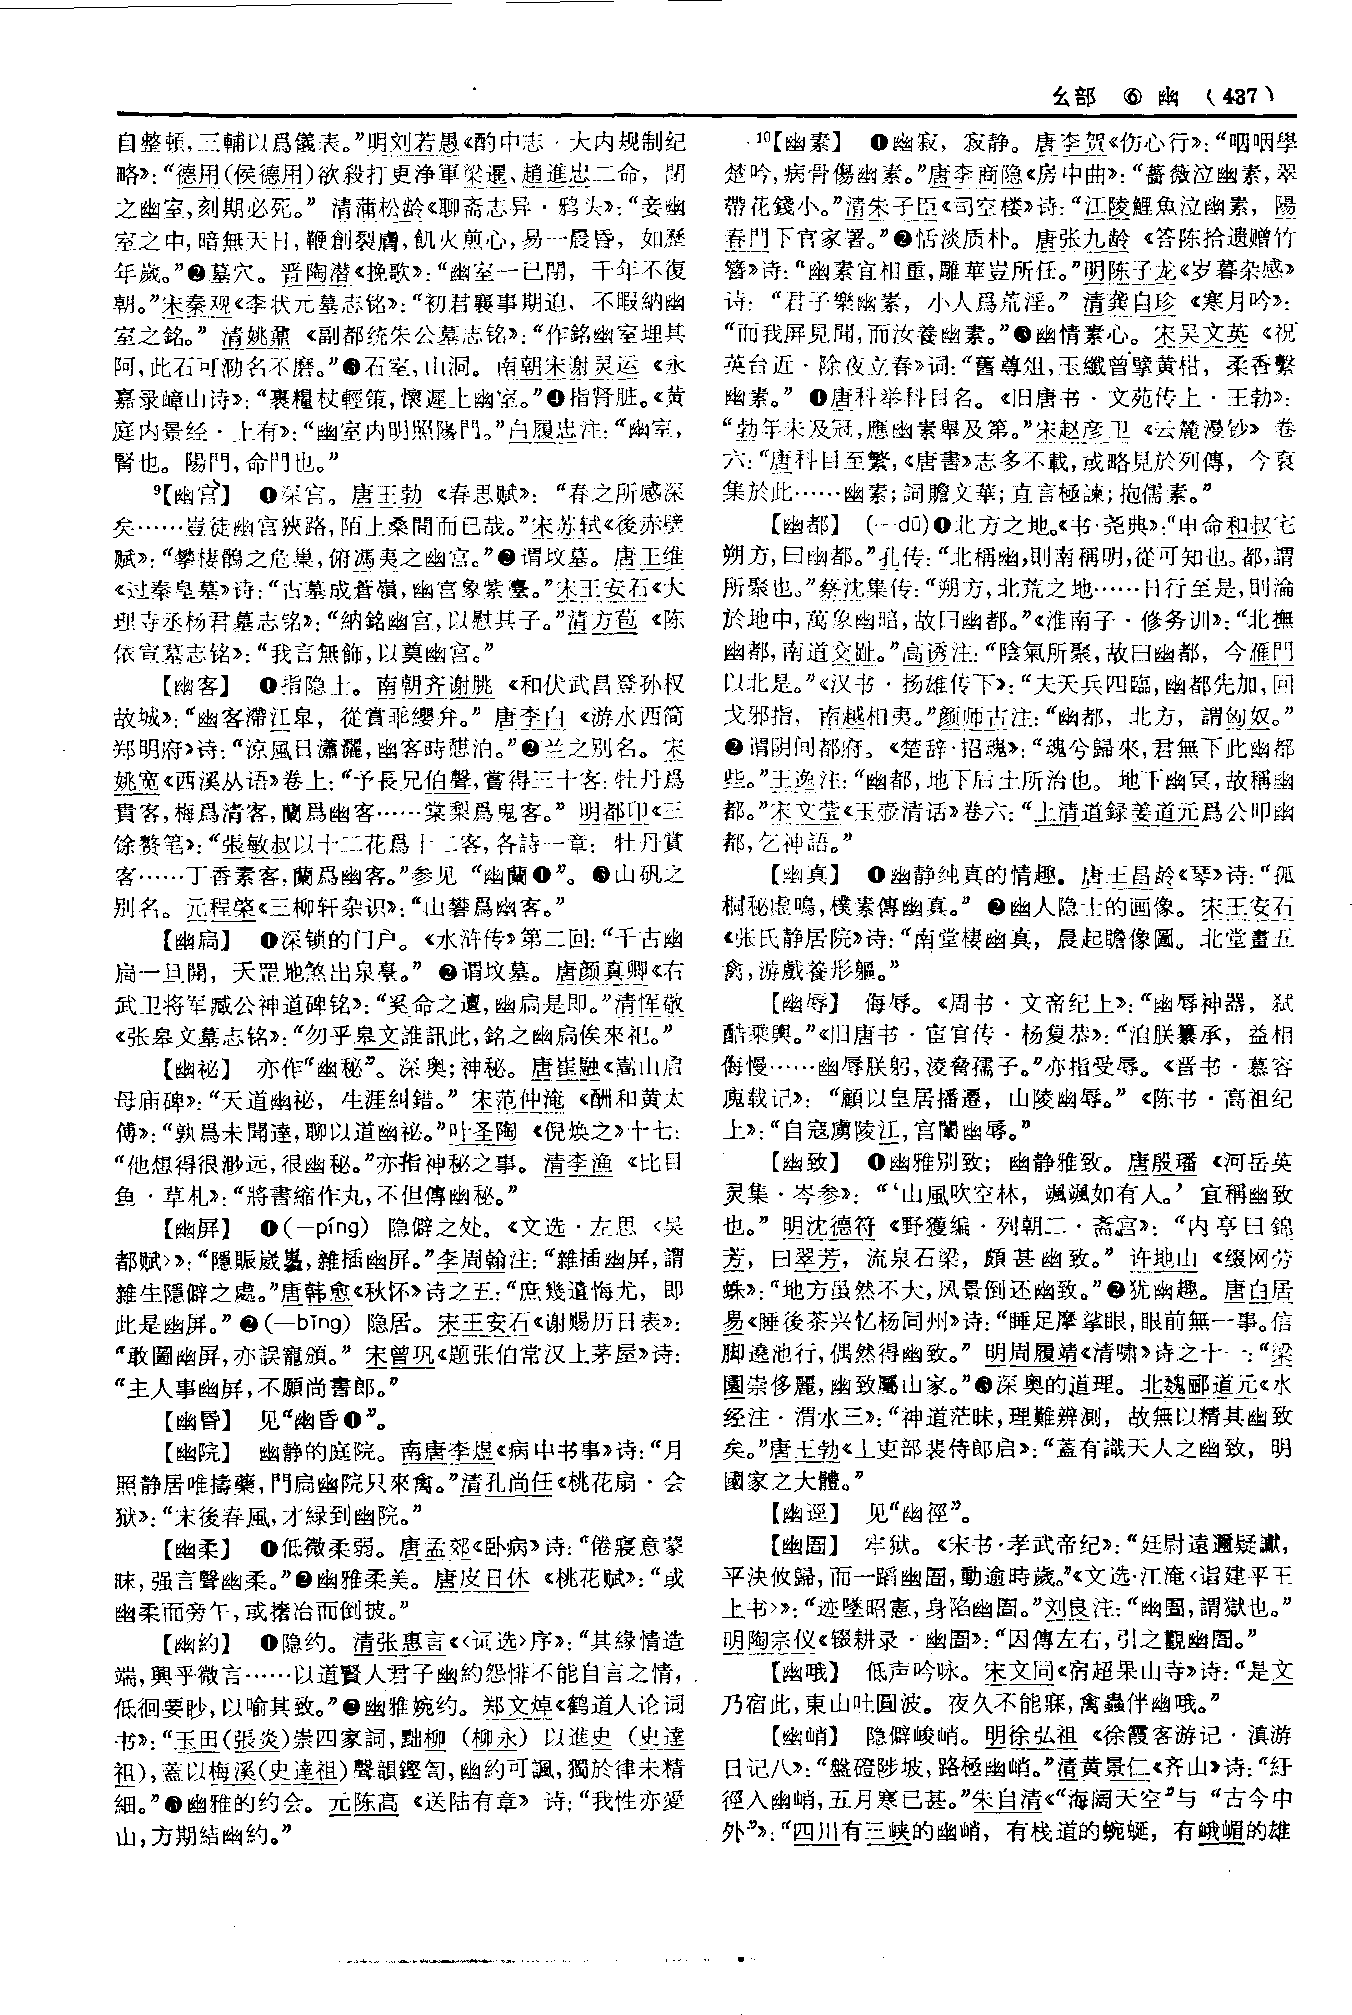 幺部 ⑥ 幽 (437)
自整頓,三輔以爲儀表。”明刘若愚《酌中志·大内规制纪
略》:“德用(侯德用)欲殺打更净軍梁還、趙進忠二命，閉
之幽室,刻期必死。” 清蒲松龄《聊斋志异·鸦头》:“妾幽
室之中,暗無天日,鞭創裂膚,飢火煎心,易一晨昏，如歷
年歲。”❷墓穴。晋陶潜《挽歌》:“幽室一已閉，千年不復
朝。”宋秦观《李状元墓志铭》:“初君襄事期迫，不暇納幽
室之銘。” 清姚鼐《副都统朱公墓志铭》:“作銘幽室埋其
阿,此石可泐名不磨。”❸石室,山洞。南朝宋谢灵运《永
嘉录嶂山诗》:“裹糧杖輕策,懷遲上幽室。”❹指肾脏。《黄
庭内景经·上有》:“幽室内明照陽門。”白履忠注:“幽室，
腎也。陽門,命門也。”
9【幽宫】 ❶深宫。唐王勃《春思赋》：“春之所感深
矣……豈徒幽宫狹路,陌上桑間而已哉。”宋苏轼《後赤壁
赋》:“攀棲鶻之危巢,俯馮夷之幽宫。”❷谓坟墓。唐王维
《过秦皇墓》诗:“古墓成蒼嶺,幽宫象紫臺。”宋王安石《大
理寺丞杨君墓志铭》:“納銘幽宫,以慰其子。”清方苞《陈
依宣墓志铭》:“我言無飾,以奠幽宫。”
【幽客】 ❶指隐士。南朝齐谢朓《和伏武昌登孙权
故城》:“幽客滯江皋，從賞乖纓弁。” 唐李白《游水西简
郑明府》诗:“涼風日瀟灑,幽客時憩泊。”❷兰之别名。宋
姚宽《西溪丛语》卷上:“予長兄伯聲,嘗得三十客:牡丹爲
貴客,梅爲清客,蘭爲幽客……棠梨爲鬼客。” 明都卬《三
馀赘笔》:“張敏叔以十二花爲十二客,各詩一章：牡丹賞
客……丁香素客,蘭爲幽客。”参见“幽蘭❶”。❸山矾之
别名。元程棨《三柳轩杂识》:“山礬爲幽客。”
【幽扃】 ❶深锁的门户。《水浒传》第二回:“千古幽
扃一旦開，天罡地煞出泉臺。” ❷谓坟墓。唐颜真卿《右
武卫将军臧公神道碑铭》:“奚命之遭,幽扃是即。”清恽敬
《张皋文墓志铭》:“勿乎皋文誰訊此,銘之幽扃俟來祀。”
【幽祕】 亦作“幽秘”。深奥;神秘。唐崔融《嵩山启
母庙碑》:“天道幽祕，生涯糾錯。” 宋范仲淹《酬和黄太
傅》:“孰爲未聞達,聊以道幽祕。”叶圣陶《倪焕之》十七:
“他想得很渺远,很幽秘。”亦指神秘之事。清李渔《比目
鱼·草札》:“將書縮作丸,不但傳幽秘。”
【幽屏】 ❶(—píng) 隐僻之处。《文选·左思〈吴
都赋〉》:“隱賑崴㠢,雜插幽屏。”李周翰注:“雜插幽屏,謂
雜生隱僻之處。”唐韩愈《秋怀》诗之五:“庶幾遺悔尤，即
此是幽屏。”❷(—bǐng) 隐居。宋王安石《谢赐历日表》:
“敢圖幽屏,亦誤寵頒。” 宋曾巩《题张伯常汉上茅屋》诗:
“主人事幽屏,不願尚書郎。”
【幽昏】 见“幽昏❶”。
【幽院】 幽静的庭院。南唐李煜《病中书事》诗:“月
照静居唯擣藥,門扃幽院只來禽。”清孔尚任《桃花扇·会
狱》:“宋後春風,才緑到幽院。”
【幽柔】 ❶低微柔弱。唐孟郊《卧病》诗:“倦寢意蒙
昧,强言聲幽柔。”❷幽雅柔美。唐皮日休《桃花赋》:“或
幽柔而旁午,或撦冶而倒披。”
【幽約】 ❶隐约。清张惠言《〈词选〉序》:“其緣情造
端,興乎微言……以道賢人君子幽約怨悱不能自言之情，
低徊要眇,以喻其致。”❷幽雅婉约。郑文焯《鹤道人论词
书》:“玉田(張炎)崇四家詞,黜柳(柳永)以進史(史達
祖),蓋以梅溪(史達祖)聲韻鏗訇,幽約可諷,獨於律未精
細。”❸幽雅的约会。元陈高《送陆有章》诗:“我性亦愛
山,方期結幽約。”
10【幽素】 ❶幽寂，寂静。唐李贺《伤心行》:“咽咽學
楚吟,病骨傷幽素。”唐李商隐《房中曲》:“薔薇泣幽素,翠
帶花錢小。”清朱子臣《司空楼》诗:“江陵鯉魚泣幽素，陽
春門下官家署。”❷恬淡质朴。唐张九龄《答陈拾遗赠竹
簪》诗:“幽素宜相重,雕華豈所任。”明陈子龙《岁暮杂感》
诗：“君子樂幽素，小人爲荒淫。” 清龚自珍《寒月吟》:
“而我屏見聞,而汝養幽素。”❸幽情素心。宋吴文英《祝
英台近·除夜立春》词:“舊尊俎,玉纖曾擘黄柑，柔香繫
幽素。” ❹唐科举科目名。《旧唐书·文苑传上·王勃》:
“勃年未及冠,應幽素舉及第。”宋赵彦卫《云麓漫钞》卷
六:“唐科目至繁,《唐書》志多不載,或略見於列傳，今裒
集於此……幽素;詞膽文華;直言極諫;抱儒素。”
【幽都】 (—dū)❶北方之地。《书·尧典》:“申命和叔宅
朔方,曰幽都。”孔传:“北稱幽,則南稱明,從可知也。都,謂
所聚也。”蔡沈集传:“朔方,北荒之地……日行至是,則淪
於地中,萬象幽暗,故曰幽都。”《淮南子·修务训》:“北撫
幽都,南道交趾。”高诱注:“陰氣所聚,故曰幽都，今雁門
以北是。”《汉书·扬雄传下》:“夫天兵四臨,幽都先加,回
戈邪指，南越相夷。”颜师古注:“幽都，北方，謂匈奴。”
❷谓阴间都府。《楚辞·招魂》:“魂兮歸來,君無下此幽都
些。”王逸注:“幽都,地下后土所治也。地下幽冥,故稱幽
都。”宋文莹《玉壶清话》卷六:“上清道録姜道元爲公叩幽
都,乞神語。”
【幽真】 ❶幽静纯真的情趣。唐王昌龄《琴》诗:“孤
桐秘虚鳴,樸素傳幽真。” ❷幽人隐士的画像。宋王安石
《张氏静居院》诗:“南堂棲幽真，晨起瞻像圖。北堂畫五
禽,游戲養形軀。”
【幽辱】 侮辱。《周书·文帝纪上》:“幽辱神器，弑
酷乘輿。”《旧唐书·宦官传·杨复恭》:“洎朕纂承，益相
侮慢……幽辱朕躬,淩脅孺子。”亦指受辱。《晋书·慕容
廆载记》：“顧以皇居播遷，山陵幽辱。”《陈书·高祖纪
上》:“自寇虜陵江,宫闈幽辱。”
【幽致】 ❶幽雅别致；幽静雅致。唐殷璠《河岳英
灵集·岑参》：“‘山風吹空林，颯颯如有人。’宜稱幽致
也。” 明沈德符《野獲编·列朝二·斋宫》：“内亭曰錦
芳，曰翠芳，流泉石梁，頗甚幽致。” 许地山《缀网劳
蛛》:“地方虽然不大,风景倒还幽致。”❷犹幽趣。唐白居
易《睡後茶兴忆杨同州》诗:“睡足摩挲眼,眼前無一事。信
脚遶池行,偶然得幽致。” 明周履靖《清啸》诗之十一:“梁
園崇侈麗,幽致屬山家。”❸深奥的道理。北魏郦道元《水
经注·渭水三》:“神道茫昧,理難辨測，故無以精其幽致
矣。”唐王勃《上吏部裴侍郎启》:“蓋有識天人之幽致，明
國家之大體。”
【幽逕】 见“幽徑”。
【幽圄】 牢狱。《宋书·孝武帝纪》:“廷尉遠邇疑讞，
平決攸歸,而一蹈幽圄,動逾時歲。”《文选·江淹〈诣建平王
上书〉》:“迹墜昭憲,身陷幽圄。”刘良注:“幽圄,謂獄也。”
明陶宗仪《辍耕录·幽圄》:“因傳左右,引之觀幽圄。”
【幽哦】 低声吟咏。宋文同《宿超果山寺》诗:“是文
乃宿此,東山吐圓波。夜久不能寐,禽蟲伴幽哦。”
【幽峭】 隐僻峻峭。明徐弘祖《徐霞客游记·滇游
日记八》:“盤磴陟坡,路極幽峭。”清黄景仁《齐山》诗:“紆
徑入幽峭,五月寒已甚。”朱自清《“海阔天空”与“古今中
外”》:“四川有三峡的幽峭，有栈道的蜿蜒，有峨嵋的雄